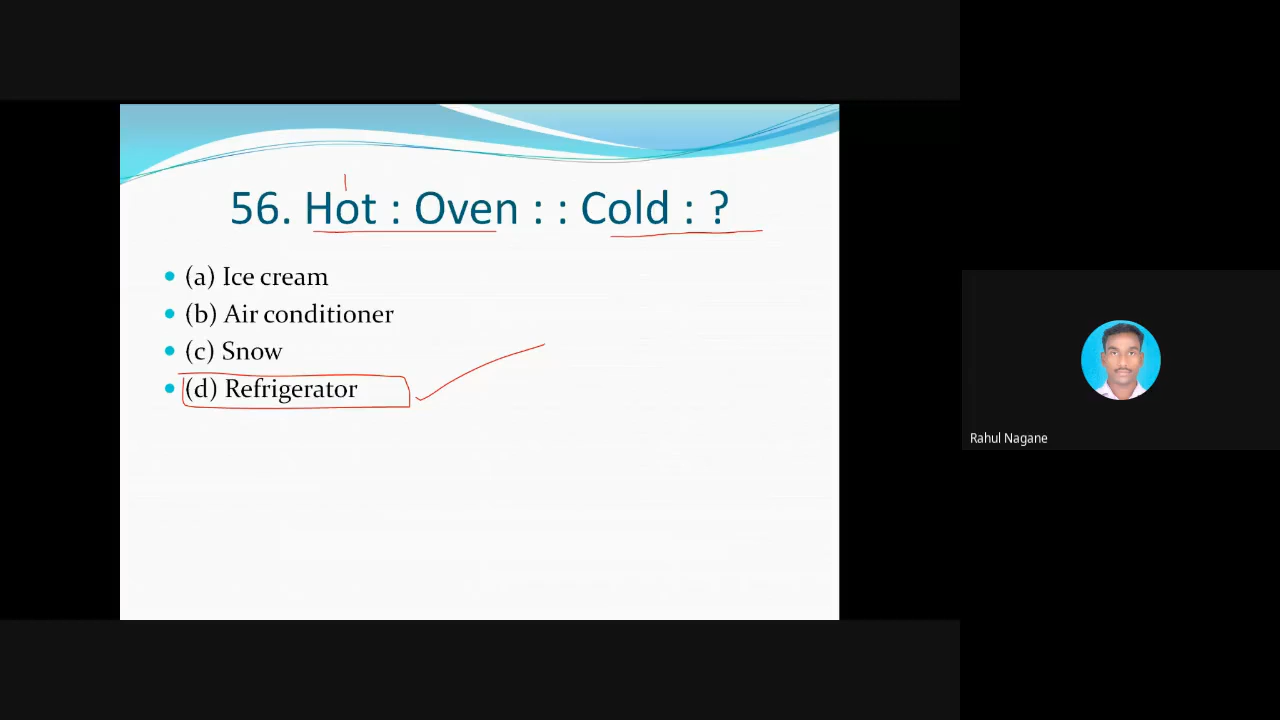 56. Hot : Oven : : Cold : ?
(a) Ice cream
(b) Air conditioner
(c) Snow
(d) Refrigerator
Rahul Nagane